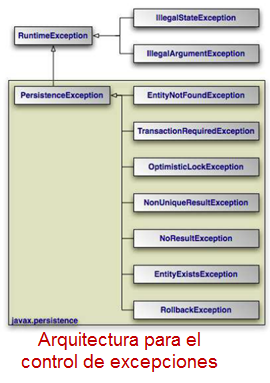 IllegalStateException
RuntimeException
IllegalArgumentException
PersistenceException
EntityNotFoundException
TransactionRequiredException
OptimisticLockException
NonUniqueResultException
NoResultException
EntityExistsException
RollbackException
javax.persistence
Arquitectura para el
control de excepciones